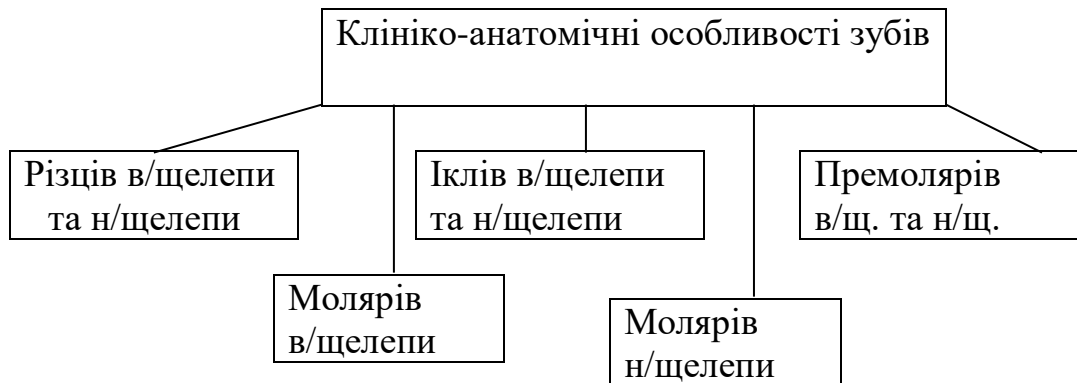 Клініко-анатомічні особливості зубів
Різців в/щелепи
та н/щелепи
Іклів в/щелепи
та н/щелепи
Премолярів
в/щ. та н/щ.
Молярів
в/щелепи
Молярів
н/щелепи